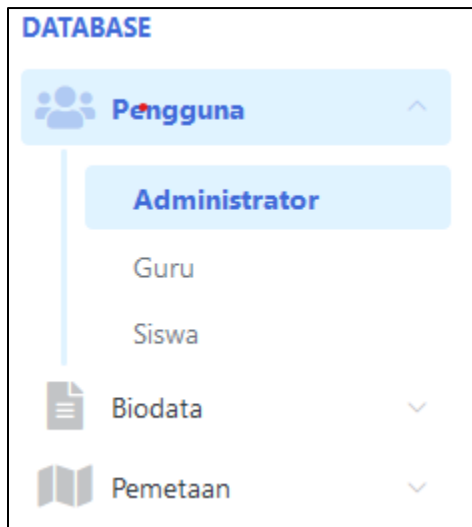 DATABASE
Pengguna
Administrator
Guru
Siswa
Biodata
Pemetaan